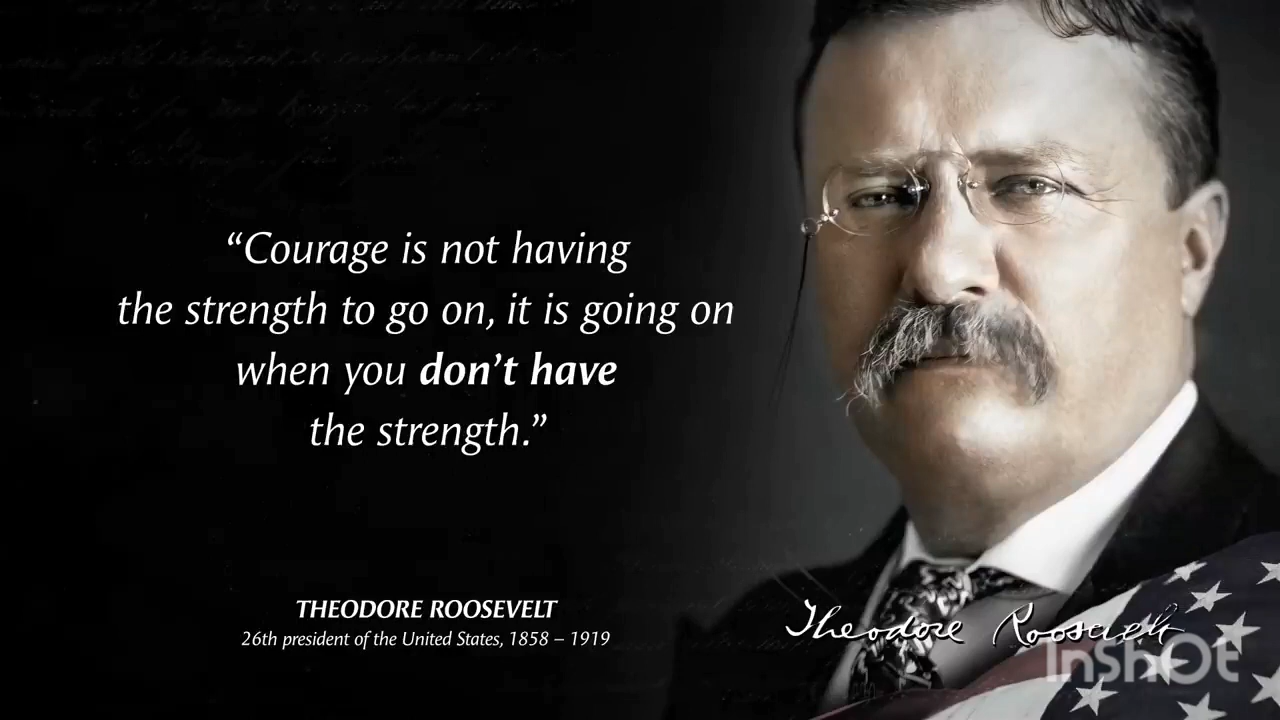 “Courage is not having
the strength to go on, it is going on
when you don’t have
the strength.”
THEODORE ROOSEVELT
26th president of the United States, 1858 – 1919
Theodore Roosevelt
InShOt